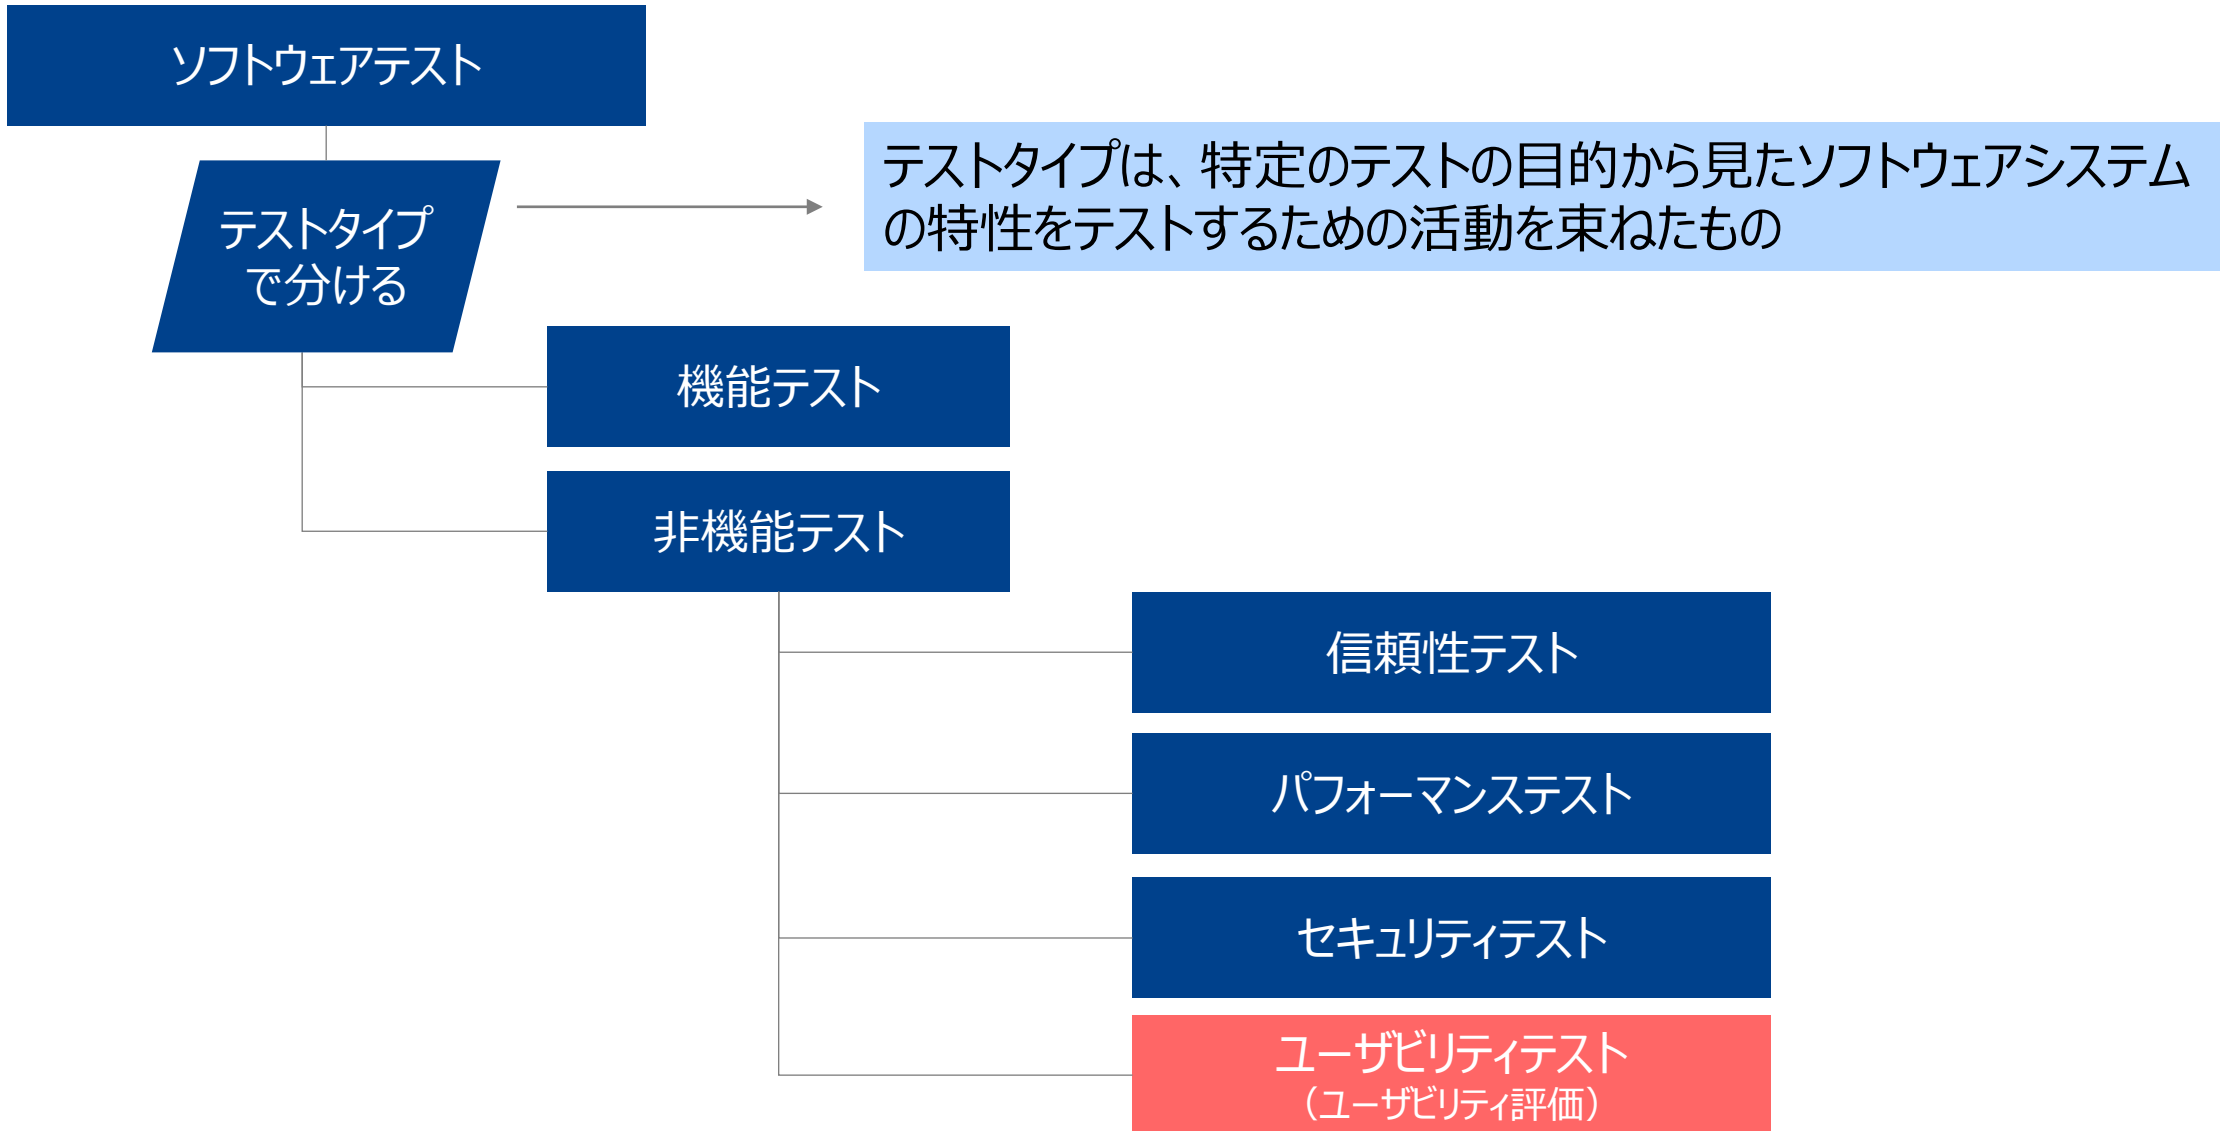 ソフトウェアテスト
テストタイプ
で分ける
テストタイプは、特定のテストの目的から見たソフトウェアシステム
の特性をテストするための活動を束ねたもの
機能テスト
非機能テスト
信頼性テスト
パフォーマンステスト
セキュリティテスト
ユーザビリティテスト
（ユーザビリティ評価）